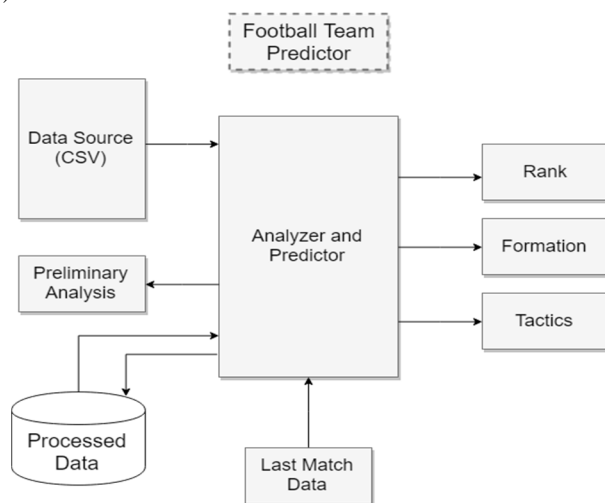 )
Football Team
Predictor
Data Source
(CSV)
Analyzer and
Predictor
Rank
Formation
Preliminary
Analysis
Tactics
Processed
Data
Last Match
Data